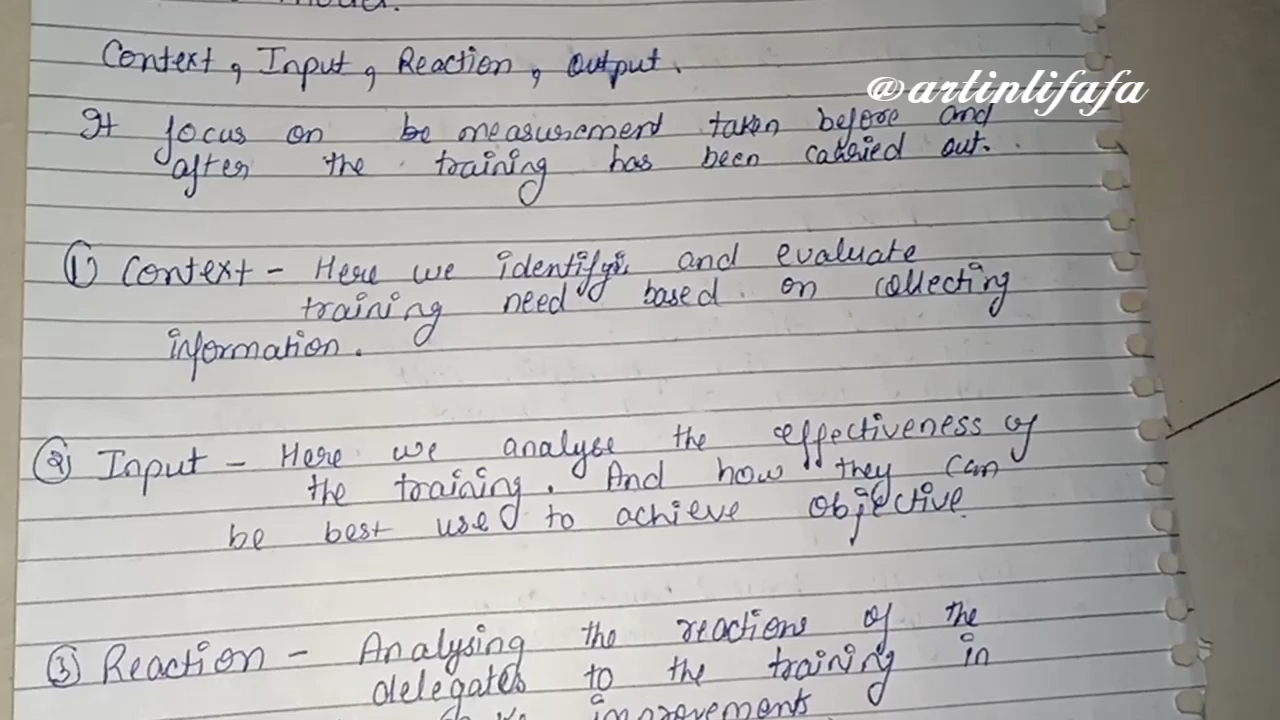 model.
Context, Input, Reaction, output.
@artinlifafa
It focus on be measurement taken before and
after the training has been carried out.
① Context - Here we identify and evaluate
training need based on collecting
information.
② Input - Here we analyse the effectiveness of
the training. And how they can
be best used to achieve objective.
③ Reaction - Analysing the reactions of the
delegates to the training in
improvements